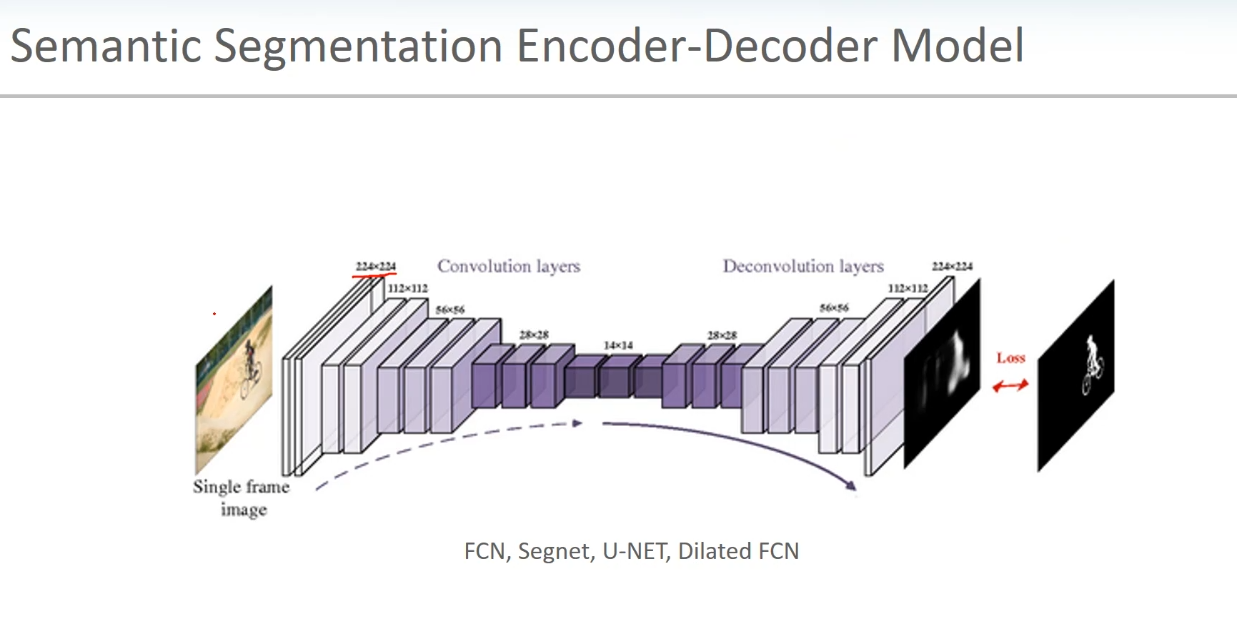 Semantic Segmentation Encoder-Decoder Model
224×224
Convolution layers
Deconvolution layers
224×224
112×112
112×112
56×56
56×56
28×28
28×28
14×14
Loss
Single frame
image
FCN, Segnet, U-NET, Dilated FCN